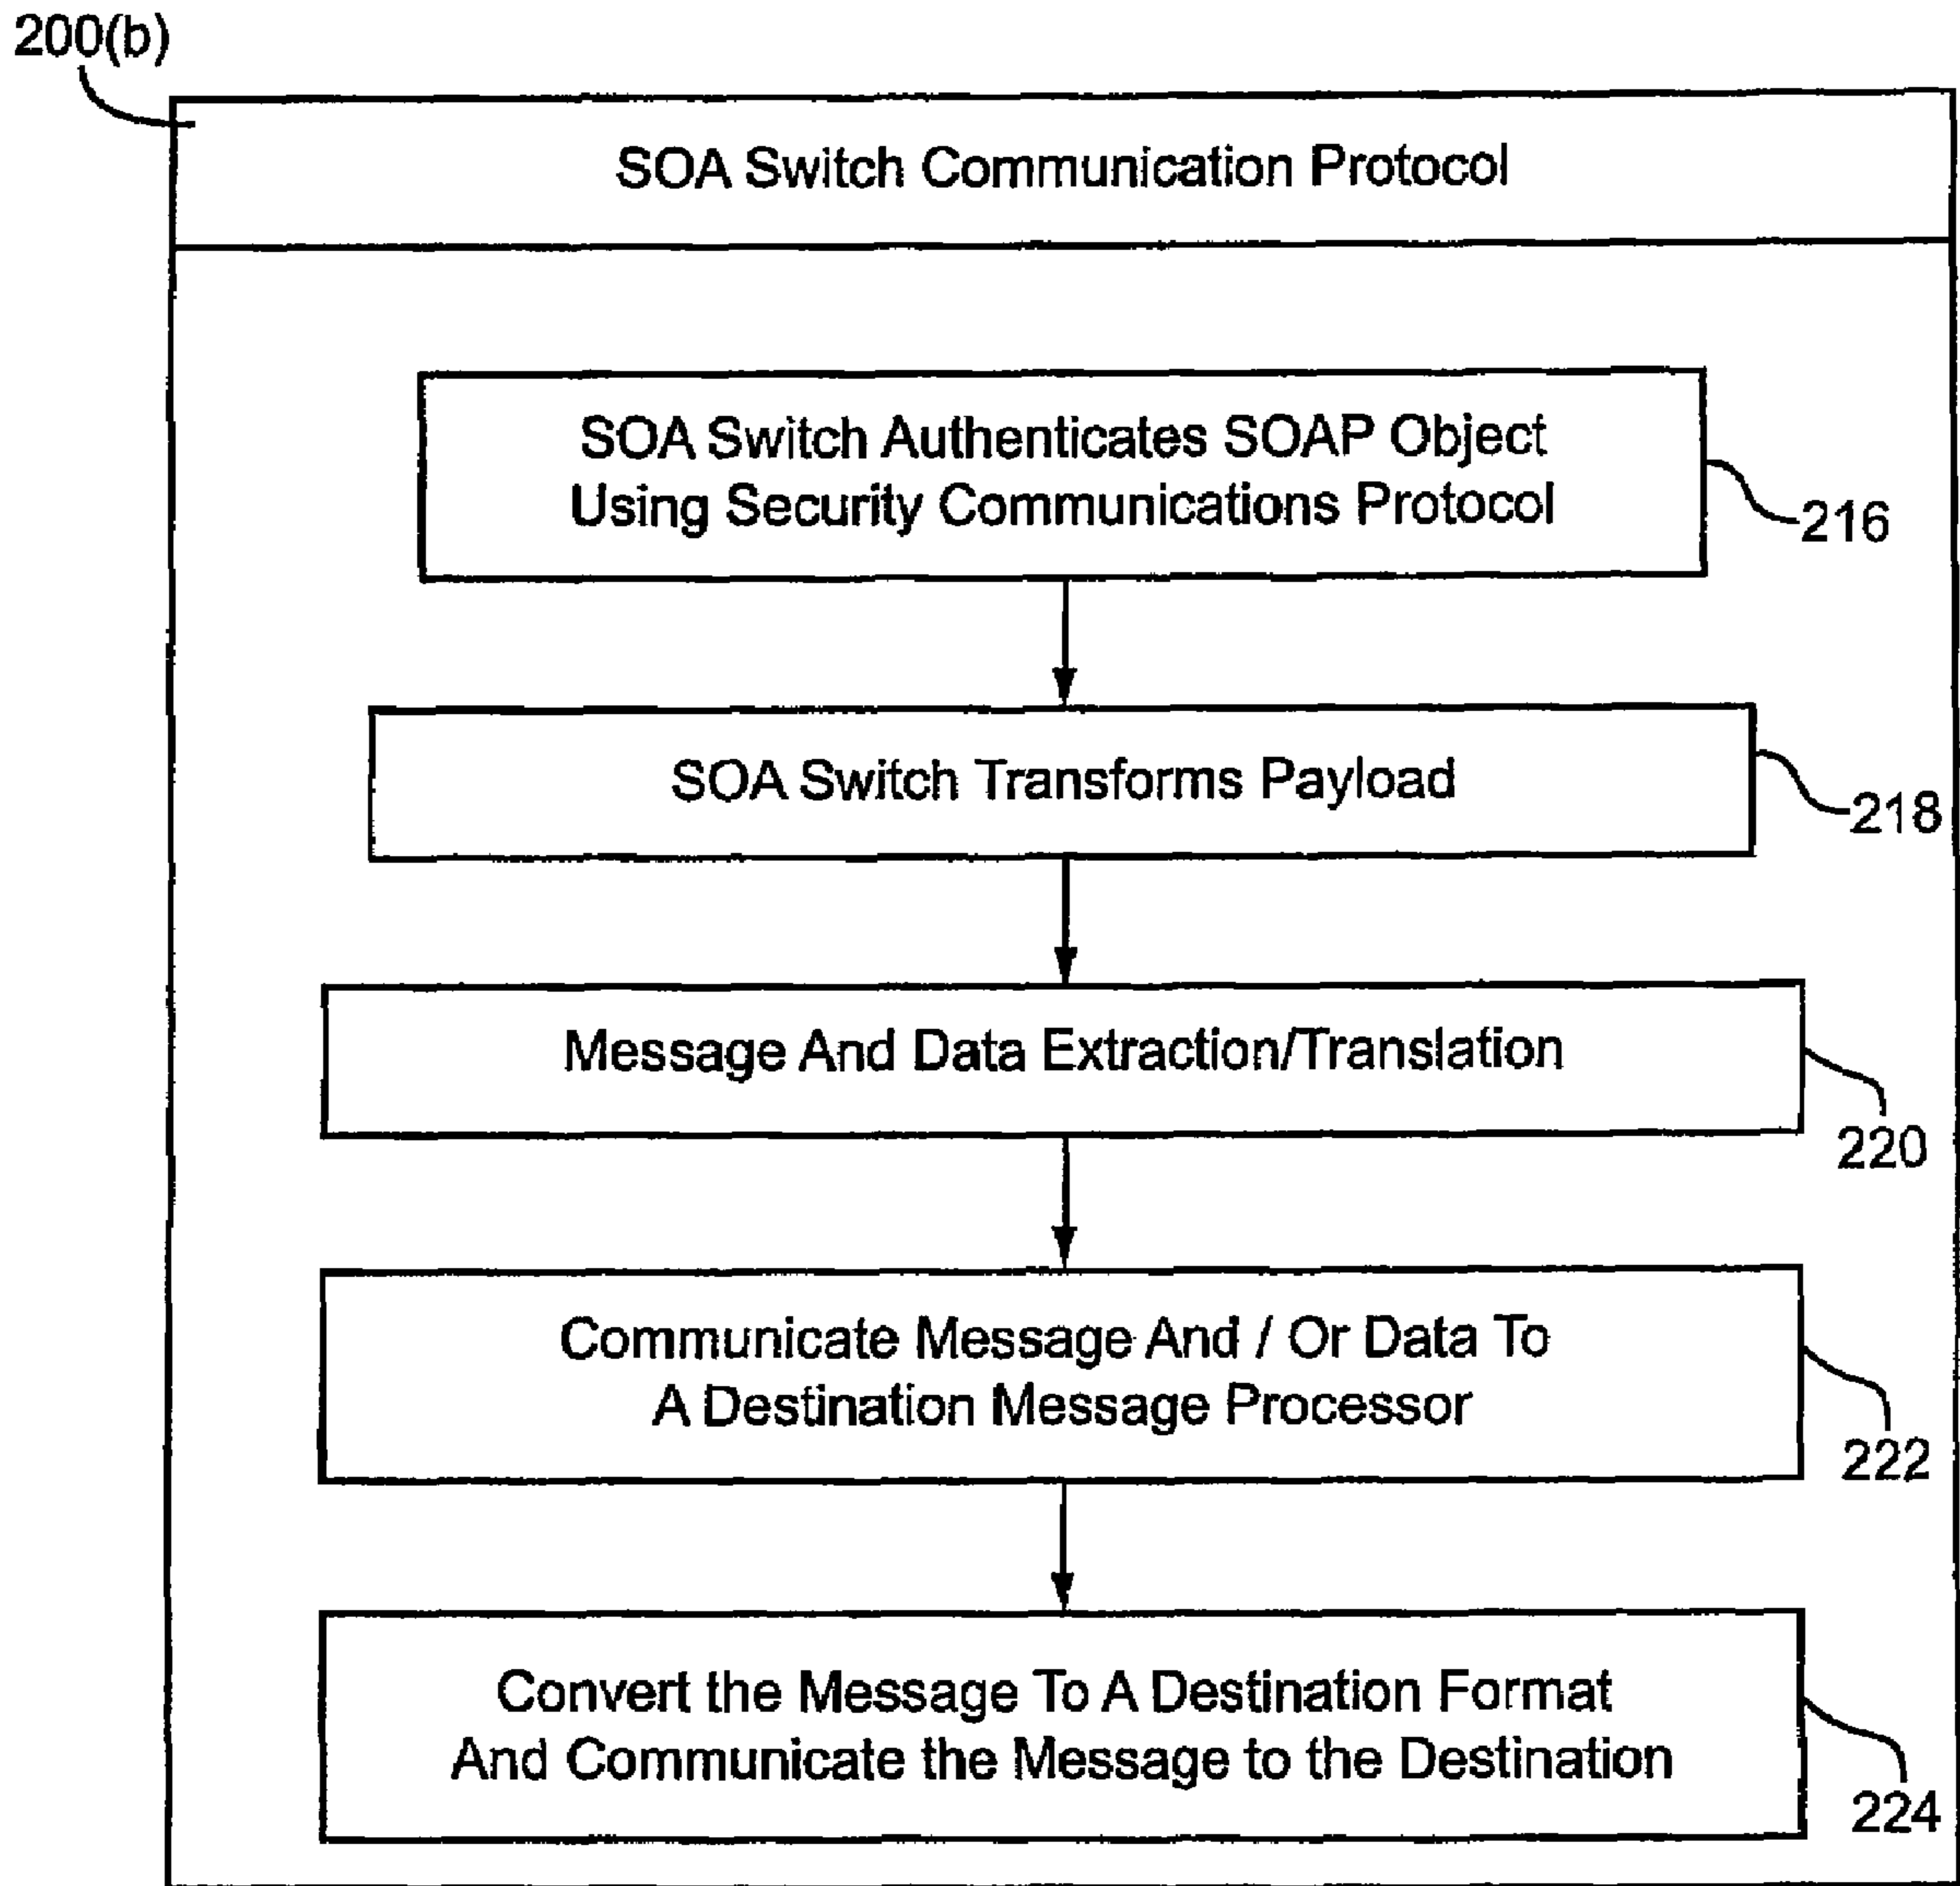 200(b)
SOA Switch Communication Protocol
SOA Switch Authenticates SOAP Object
Using Security Communications Protocol
216
SOA Switch Transforms Payload
218
Message And Data Extraction/Translation
220
Communicate Message And / Or Data To
A Destination Message Processor
222
Convert the Message To A Destination Format
And Communicate the Message to the Destination
224